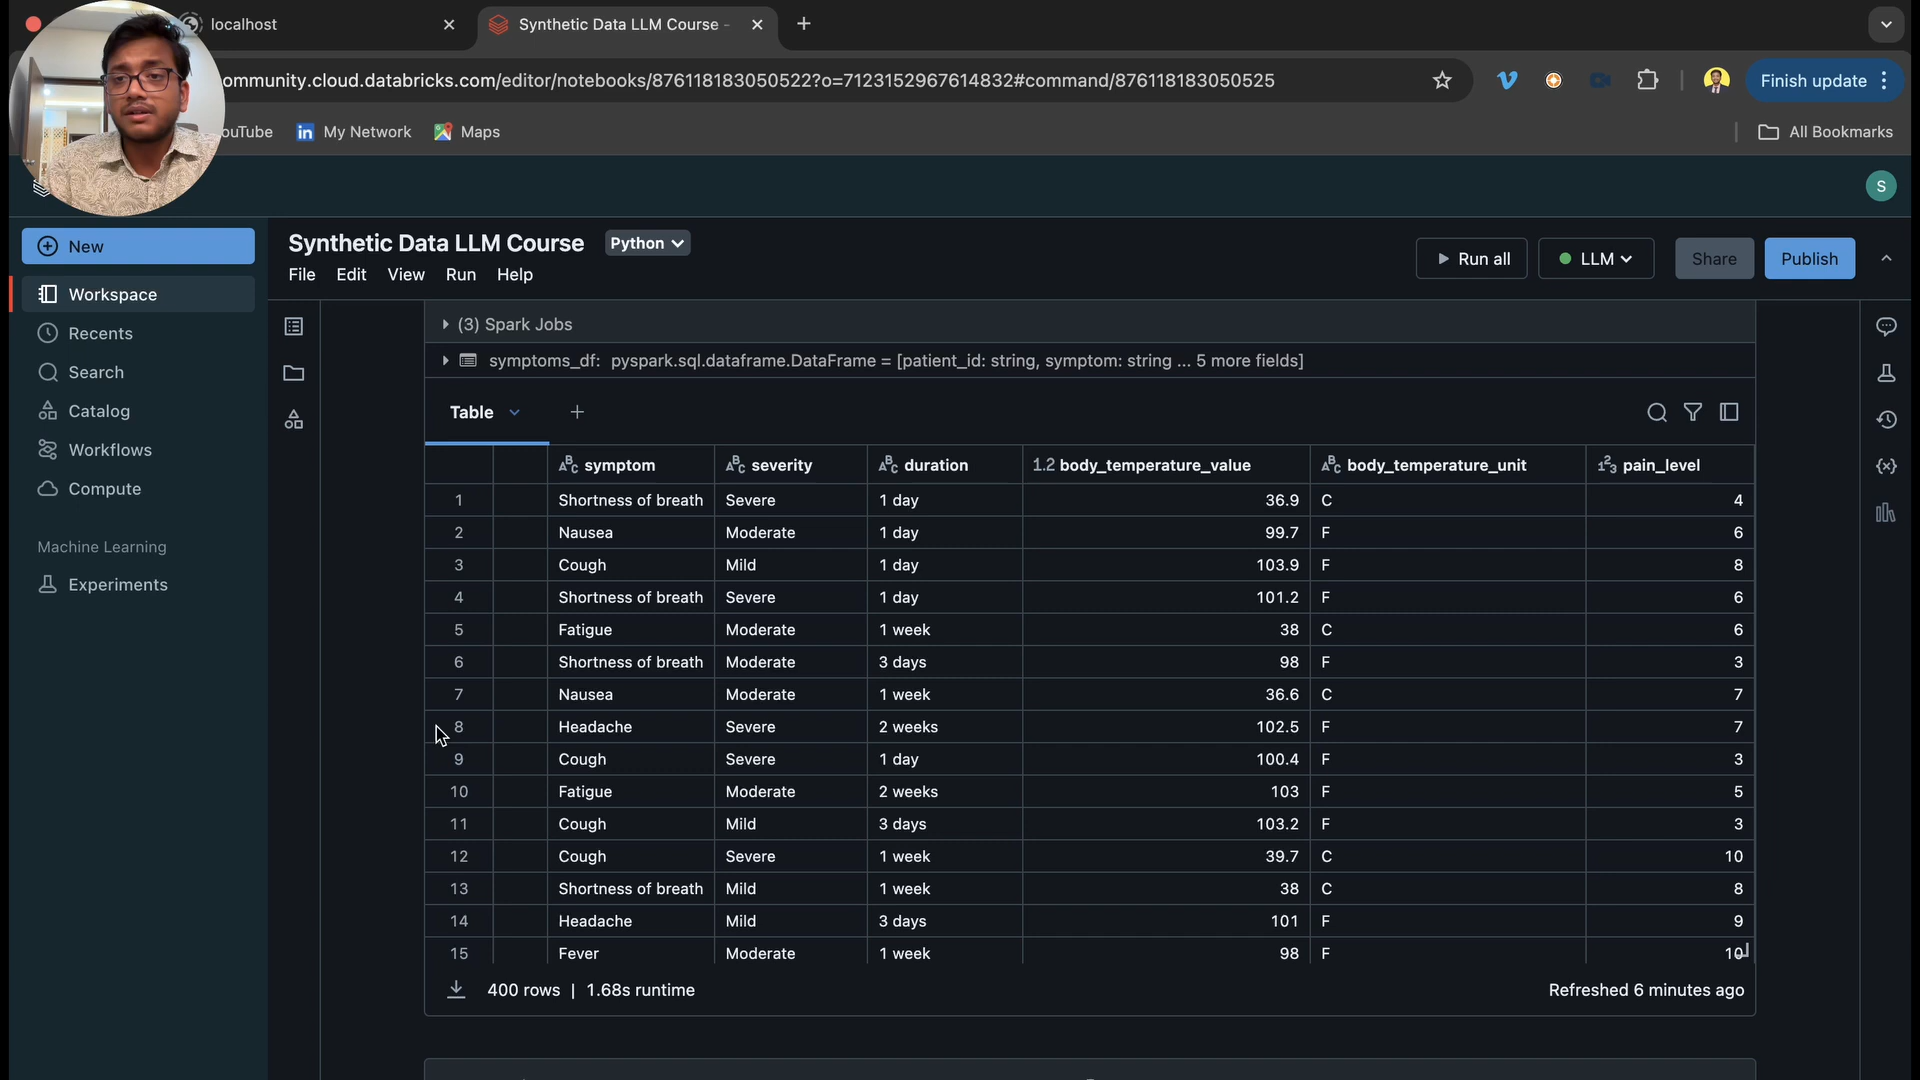 localhost
Synthetic Data LLM Course -
ommunity.cloud.databricks.com/editor/notebooks/876118183050522?o=7123152967614832#command/876118183050525
Finish update
ouTube
My Network
Maps
All Bookmarks
S
New
Workspace
Recents
Search
Catalog
Workflows
Compute
Machine Learning
Experiments
Synthetic Data LLM Course Python
File Edit View Run Help
Run all
LLM
Share
Publish
(3) Spark Jobs
symptoms_df: pyspark.sql.dataframe.DataFrame = [patient_id: string, symptom: string ... 5 more fields]
Table
symptom severity duration 1.2 body_temperature_value body_temperature_unit pain_level
1 Shortness of breath Severe 1 day 36.9 C 4
2 Nausea Moderate 1 day 99.7 F 6
3 Cough Mild 1 day 103.9 F 8
4 Shortness of breath Severe 1 day 101.2 F 6
5 Fatigue Moderate 1 week 38 C 6
6 Shortness of breath Moderate 3 days 98 F 3
7 Nausea Moderate 1 week 36.6 C 7
8 Headache Severe 2 weeks 102.5 F 7
9 Cough Severe 1 day 100.4 F 3
10 Fatigue Moderate 2 weeks 103 F 5
11 Cough Mild 3 days 103.2 F 3
12 Cough Severe 1 week 39.7 C 10
13 Shortness of breath Mild 1 week 38 C 8
14 Headache Mild 3 days 101 F 9
15 Fever Moderate 1 week 98 F 10
400 rows | 1.68s runtime
Refreshed 6 minutes ago